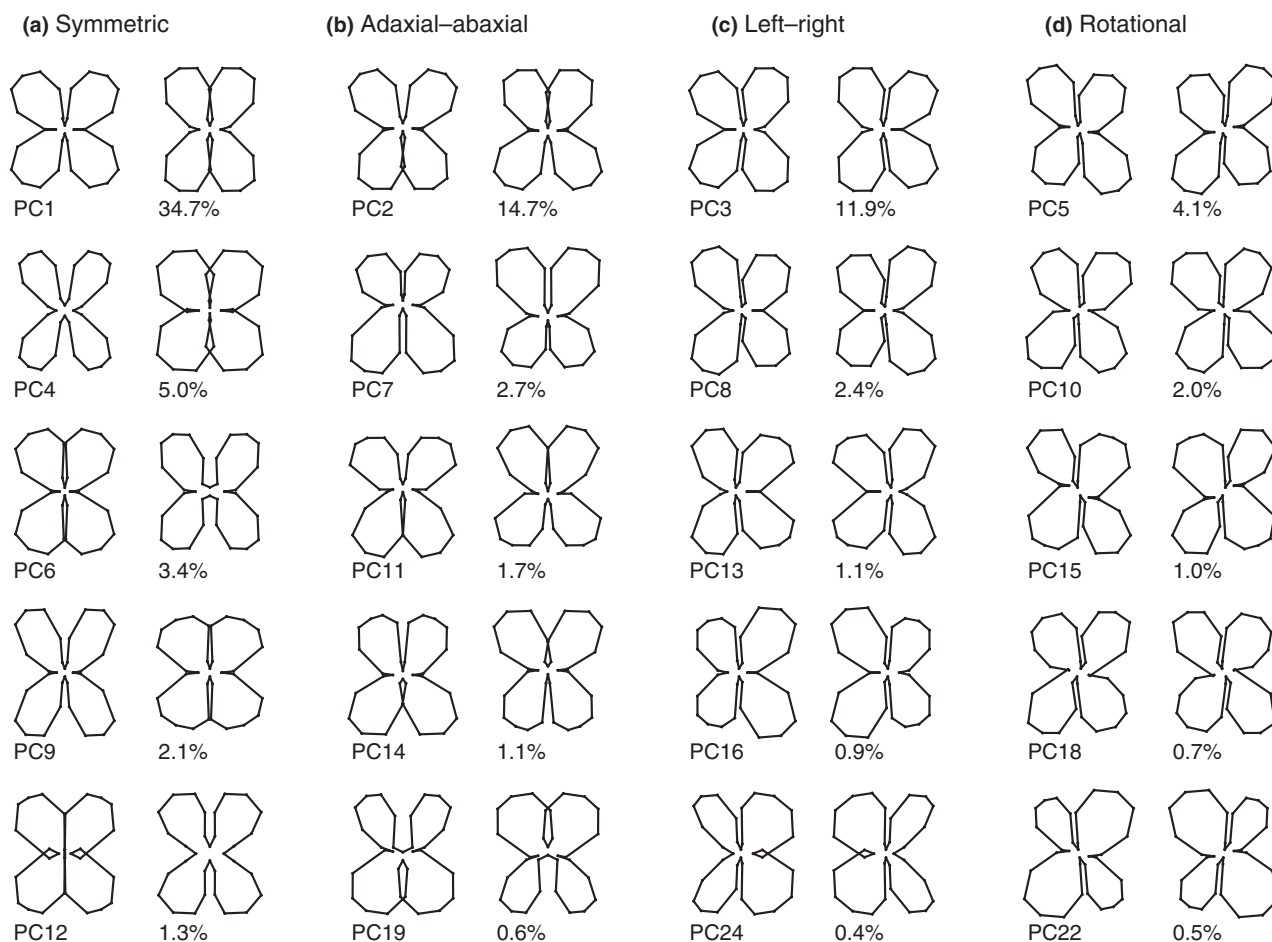 (a) Symmetric (b) Adaxial–abaxial (c) Left–right (d) Rotational
PC1 34.7% PC2 14.7% PC3 11.9% PC5 4.1%
PC4 5.0% PC7 2.7% PC8 2.4% PC10 2.0%
PC6 3.4% PC11 1.7% PC13 1.1% PC15 1.0%
PC9 2.1% PC14 1.1% PC16 0.9% PC18 0.7%
PC12 1.3% PC19 0.6% PC24 0.4% PC22 0.5%